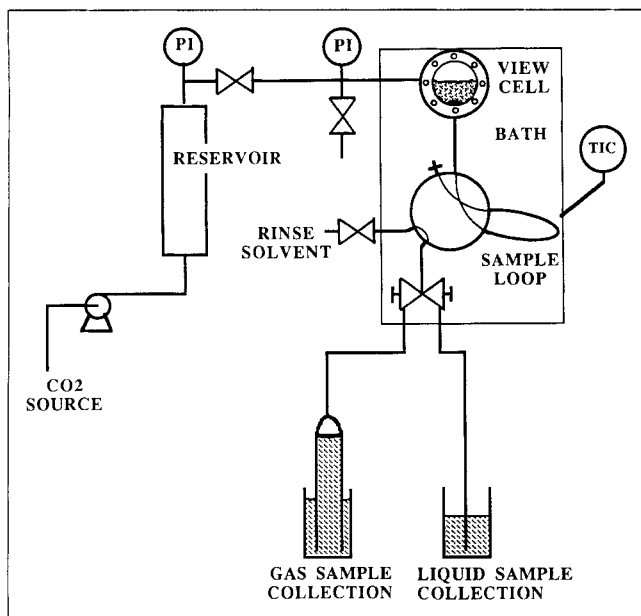 PI
PI
VIEW
CELL
BATH
RESERVOIR
TIC
RINSE
SOLVENT
SAMPLE
LOOP
CO2
SOURCE
GAS SAMPLE
COLLECTION
LIQUID SAMPLE
COLLECTION